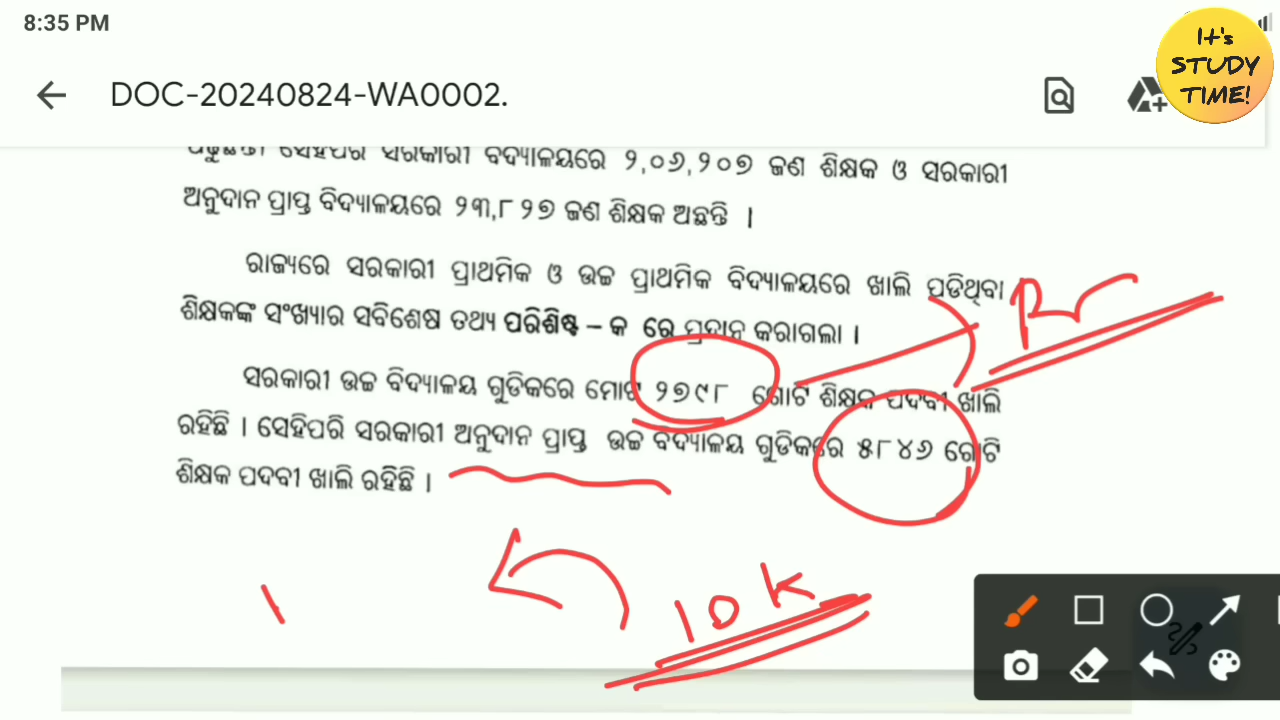 8:35 PM
It's
STUDY
TIME!
DOC-20240824-WA0002.
ସେହିପରି ସରକାରୀ ବିଦ୍ୟାଳୟରେ ୨,୦୬,୨୦୭ ଜଣ ଶିକ୍ଷକ ଓ ସରକାରୀ
ଅନୁଦାନ ପ୍ରାପ୍ତ ବିଦ୍ୟାଳୟରେ ୨୩,୮୨୭ ଜଣ ଶିକ୍ଷକ ଅଛନ୍ତି ।
ରାଜ୍ୟରେ ସରକାରୀ ପ୍ରାଥମିକ ଓ ଉଚ୍ଚ ପ୍ରାଥମିକ ବିଦ୍ୟାଳୟରେ ଖାଲି ପଡିଥିବା
ଶିକ୍ଷକଙ୍କ ସଂଖ୍ୟାର ସବିଶେଷ ତଥ୍ୟ ପରିଶିଷ୍ଟ – କ ରେ ପ୍ରଦାନ କରାଗଲା ।
ସରକାରୀ ଉଚ୍ଚ ବିଦ୍ୟାଳୟ ଗୁଡିକରେ ମୋଟ ୨୭୯୮ ଗୋଟି ଶିକ୍ଷକ ପଦବୀ ଖାଲି
ରହିଛି । ସେହିପରି ସରକାରୀ ଅନୁଦାନ ପ୍ରାପ୍ତ ଉଚ୍ଚ ବିଦ୍ୟାଳୟ ଗୁଡିକରେ ୫୮୪୬ ଗୋଟି
ଶିକ୍ଷକ ପଦବୀ ଖାଲି ରହିଛି ।
10K